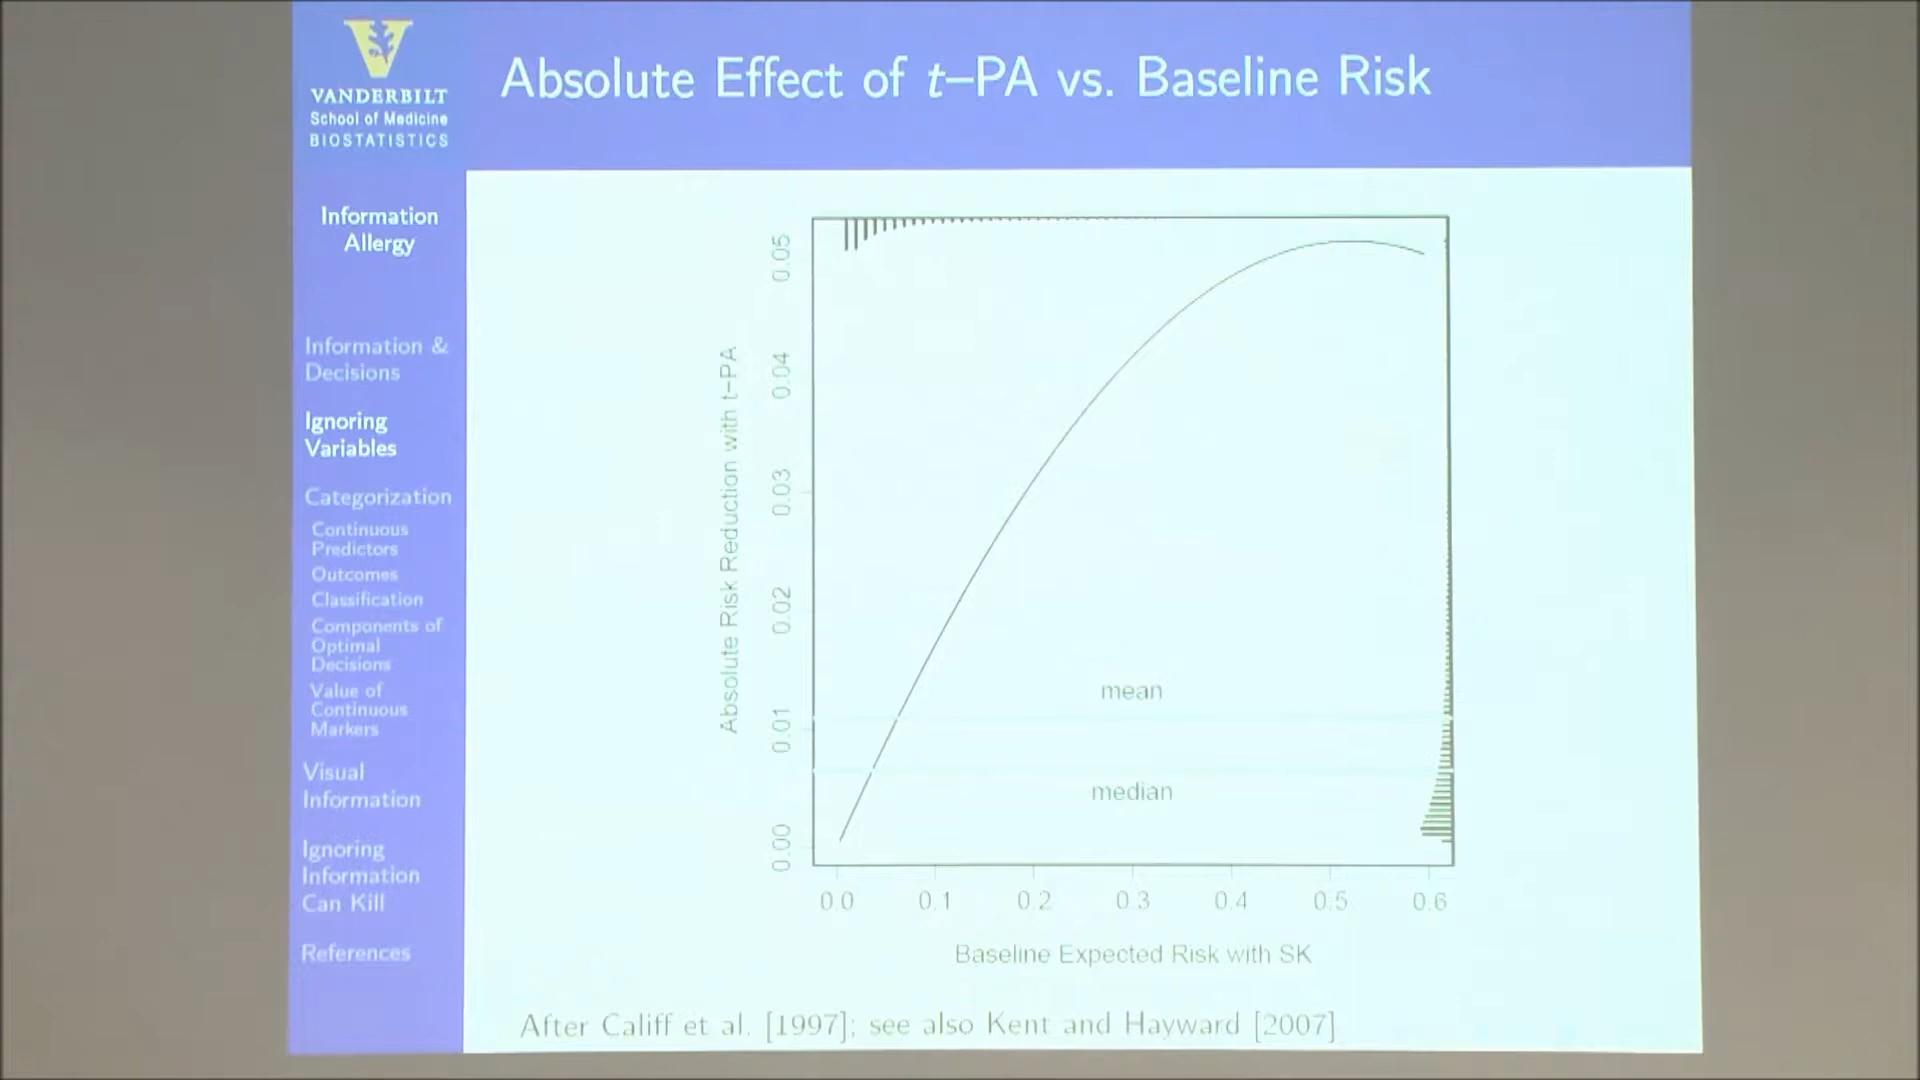 VANDERBILT
School of Medicine
BIOSTATISTICS
Absolute Effect of t–PA vs. Baseline Risk
Information
Allergy
Information &
Decisions
Ignoring
Variables
Categorization
Continuous
Predictors
Outcomes
Classification
Components of
Optimal
Decisions
Value of
Continuous
Markers
Visual
Information
Ignoring
Information
Can Kill
References
Absolute Risk Reduction with t–PA
0.05
0.04
0.03
0.02
0.01
0.00
mean
median
0.0 0.1 0.2 0.3 0.4 0.5 0.6
Baseline Expected Risk with SK
After Califf et al. [1997]; see also Kent and Hayward [2007]